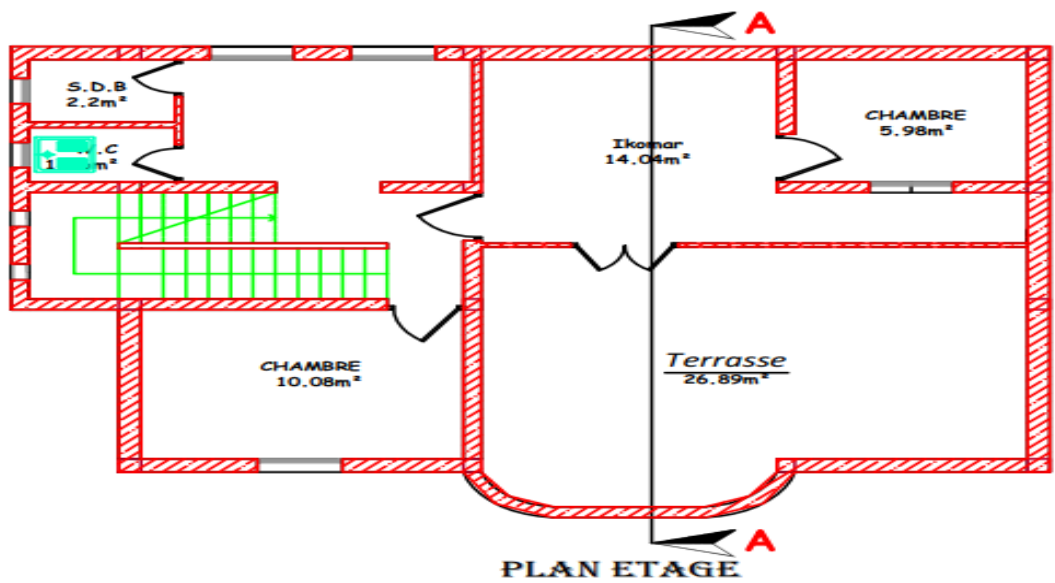 A
S.D.B
2.2m²
CHAMBRE
5.98m²
Ikomar
14.04m²
CHAMBRE
10.08m²
Terrasse
26.89m²
A
PLAN ETAGE